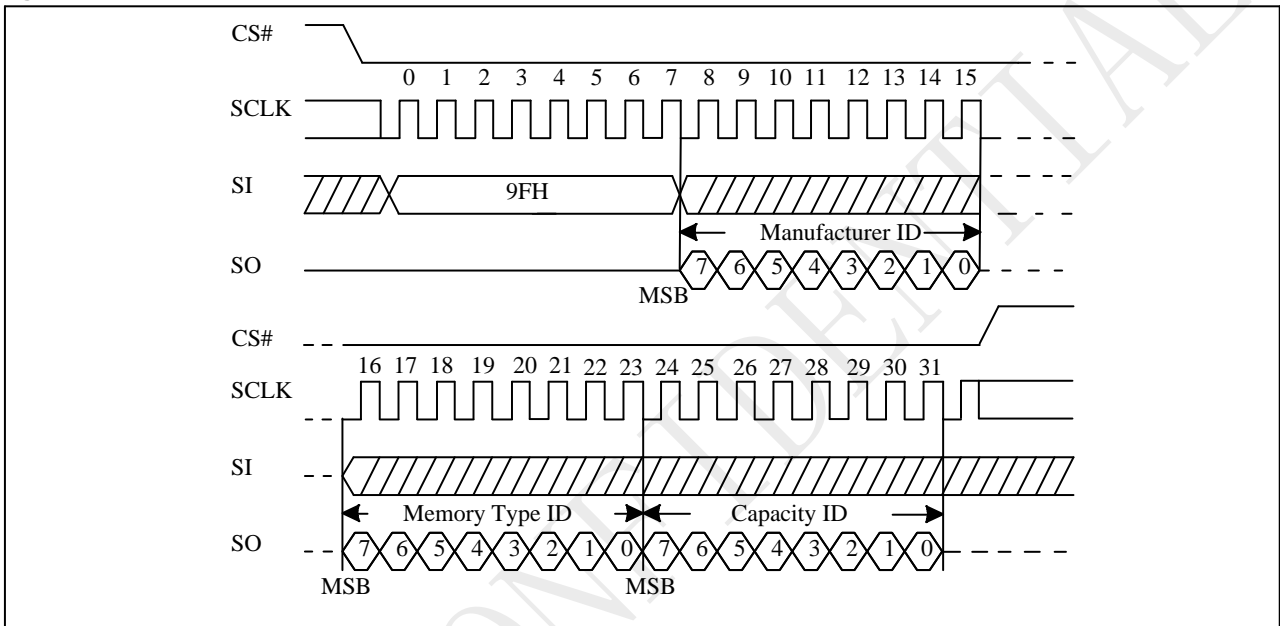 CS#
0 1 2 3 4 5 6 7 8 9 10 11 12 13 14 15
SCLK
SI
9FH
Manufacturer ID
SO
7 6 5 4 3 2 1 0
MSB
CS#
16 17 18 19 20 21 22 23 24 25 26 27 28 29 30 31
SCLK
SI
Memory Type ID Capacity ID
SO
7 6 5 4 3 2 1 0 7 6 5 4 3 2 1 0
MSB MSB
CONFIDENTIAL